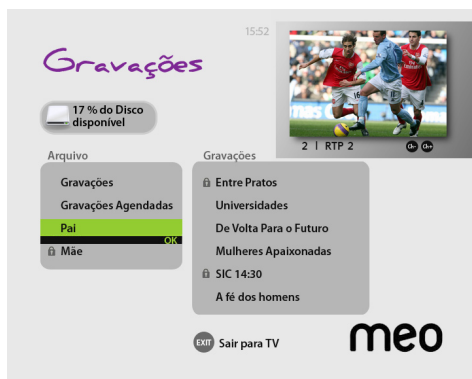 15:52
Gravações
17 % do Disco
disponível
2 | RTP 2
Ch- Ch+
Arquivo
Gravações
Gravações Agendadas
Pai
OK
Mãe
Gravações
Entre Pratos
Universidades
De Volta Para o Futuro
Mulheres Apaixonadas
SIC 14:30
A fé dos homens
EXIT Sair para TV
meo